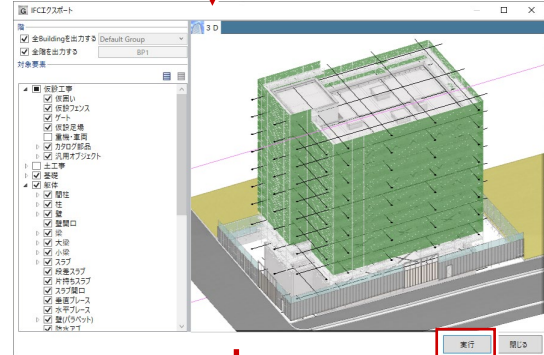 IFCエクスポート
階
全Buildingを出力する Default Group
全階を出力する BP1
対象要素
3 D
仮設工事
仮囲い
仮設フェンス
ゲート
仮設足場
重機・車両
カタログ部品
汎用オブジェクト
土工事
基礎
躯体
間柱
柱
壁
壁開口
梁
大梁
小梁
スラブ
段差スラブ
片持ちスラブ
スラブ開口
垂直ブレース
水平ブレース
壁(パラペット)
防水アゴ
実行 閉じる